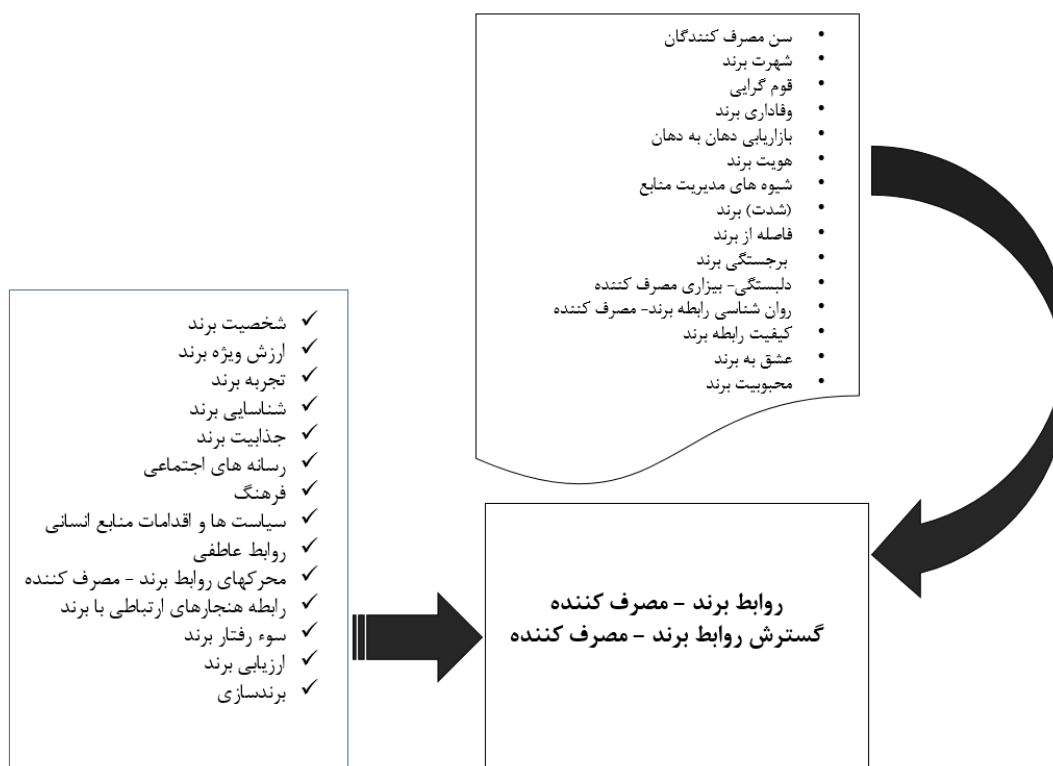 سن مصرف کنندگان
شهرت برند
قوم گرایی
وفاداری برند
بازاریابی دهان به دهان
هویت برند
شیوه های مدیریت منابع
(شدت) برند
فاصله از برند
برجستگی برند
دلبستگی- بیزاری مصرف کننده
روان شناسی رابطه برند- مصرف کننده
کیفیت رابطه برند
عشق به برند
محبوبیت برند
شخصیت برند
ارزش ویژه برند
تجربه برند
شناسایی برند
جذابیت برند
رسانه های اجتماعی
فرهنگ
سیاست ها و اقدامات منابع انسانی
روابط عاطفی
محرکهای روابط برند - مصرف کننده
رابطه هنجارهای ارتباطی با برند
سوء رفتار برند
ارزیابی برند
برندسازی
روابط برند - مصرف کننده
گسترش روابط برند - مصرف کننده